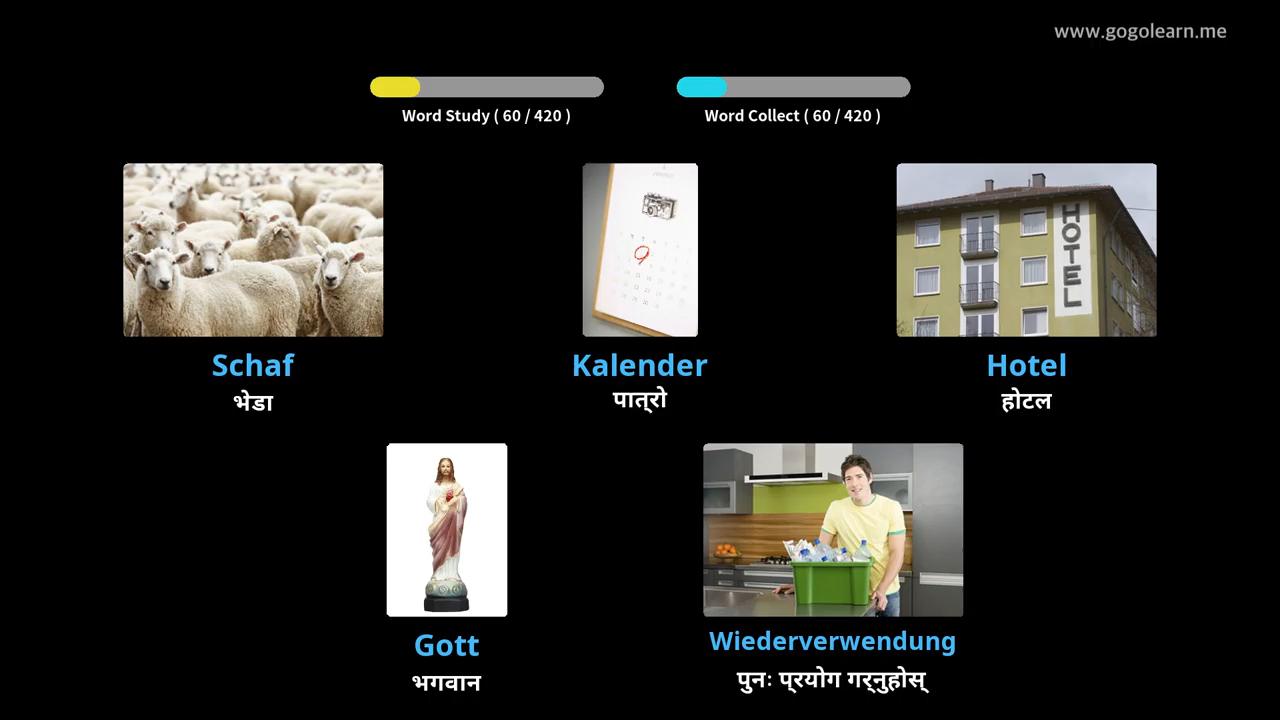 www.gogolearn.me
Word Study ( 60 / 420 )
Word Collect ( 60 / 420 )
HOTEL
Schaf
Kalender
Hotel
भेडा
पात्रो
होटल
Gott
Wiederverwendung
भगवान
पुनः प्रयोग गर्नुहोस्